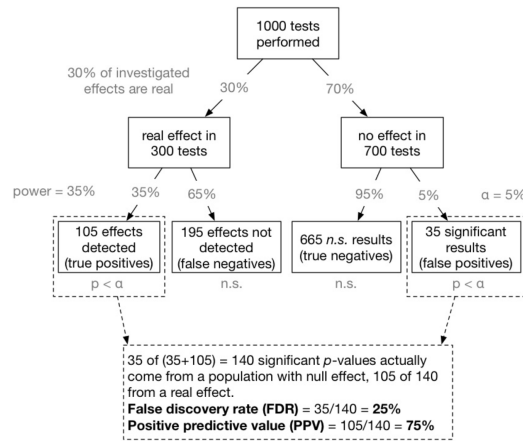 1000 tests
performed
30% of investigated
effects are real
30%
70%
real effect in
300 tests
no effect in
700 tests
power = 35%
35%
65%
95%
5%
α = 5%
105 effects
detected
(true positives)
195 effects not
detected
(false negatives)
665 n.s. results
(true negatives)
35 significant
results
(false positives)
p < α
n.s.
n.s.
p < α
35 of (35+105) = 140 significant p-values actually
come from a population with null effect, 105 of 140
from a real effect.
False discovery rate (FDR) = 35/140 = 25%
Positive predictive value (PPV) = 105/140 = 75%